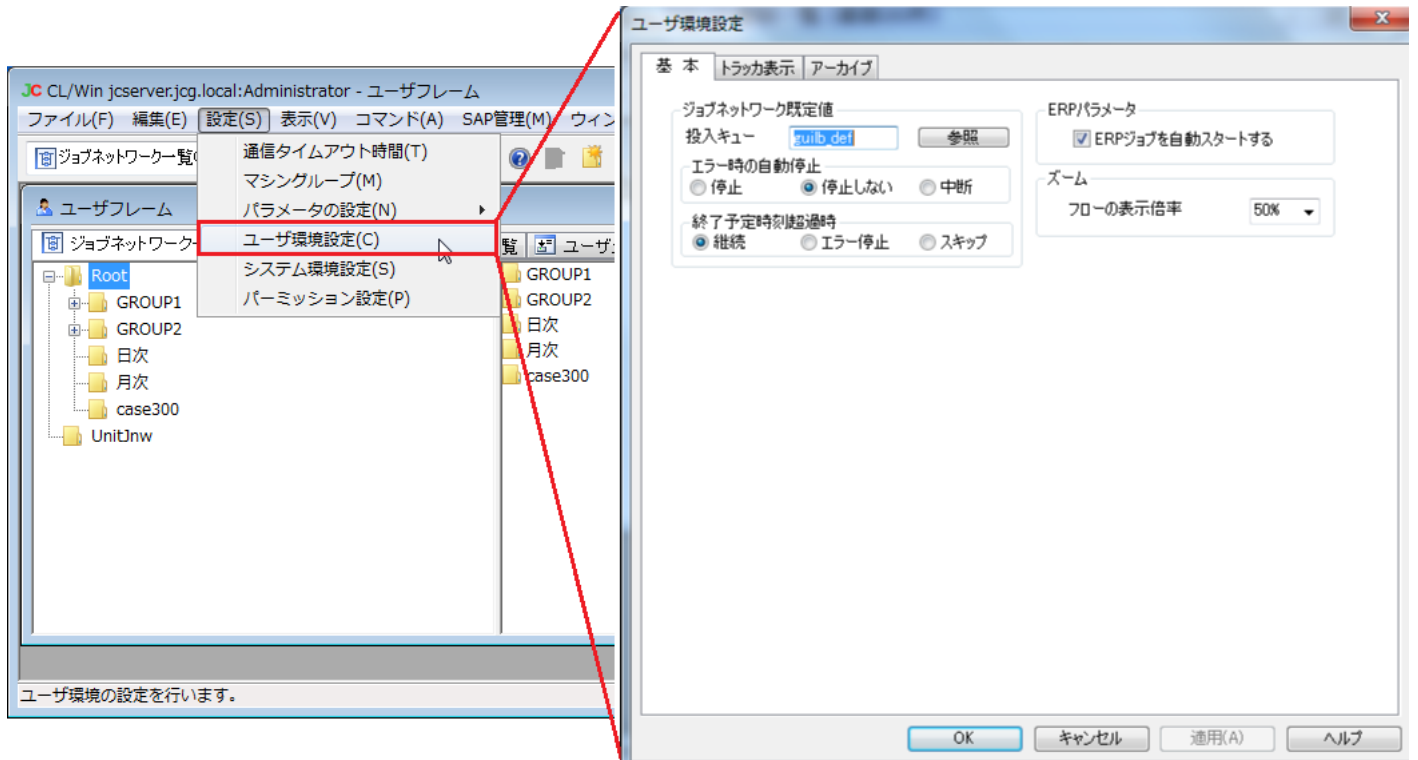 JC CL/Win jcserver.jcg.local:Administrator - ユーザフレーム
ファイル(F) 編集(E) 設定(S) 表示(V) コマンド(A) SAP管理(M) ウィン
ジョブネットワーク一覧(
通信タイムアウト時間(T)
マシングループ(M)
パラメータの設定(N)
ユーザ環境設定(C)
システム環境設定(S)
パーミッション設定(P)
ユーザフレーム
ジョブネットワーク
覧 ユーザ
Root
GROUP1
GROUP2
日次
月次
case300
UnitJnw
GROUP1
GROUP2
日次
月次
case300
ユーザ環境の設定を行います。
ユーザ環境設定
基 本 トラッカ表示 アーカイブ
ジョブネットワーク既定値
投入キュー guilb_def 参照
エラー時の自動停止
停止 停止しない 中断
終了予定時刻超過時
継続 エラー停止 スキップ
ERPパラメータ
ERPジョブを自動スタートする
ズーム
フローの表示倍率 50%
OK キャンセル 適用(A) ヘルプ